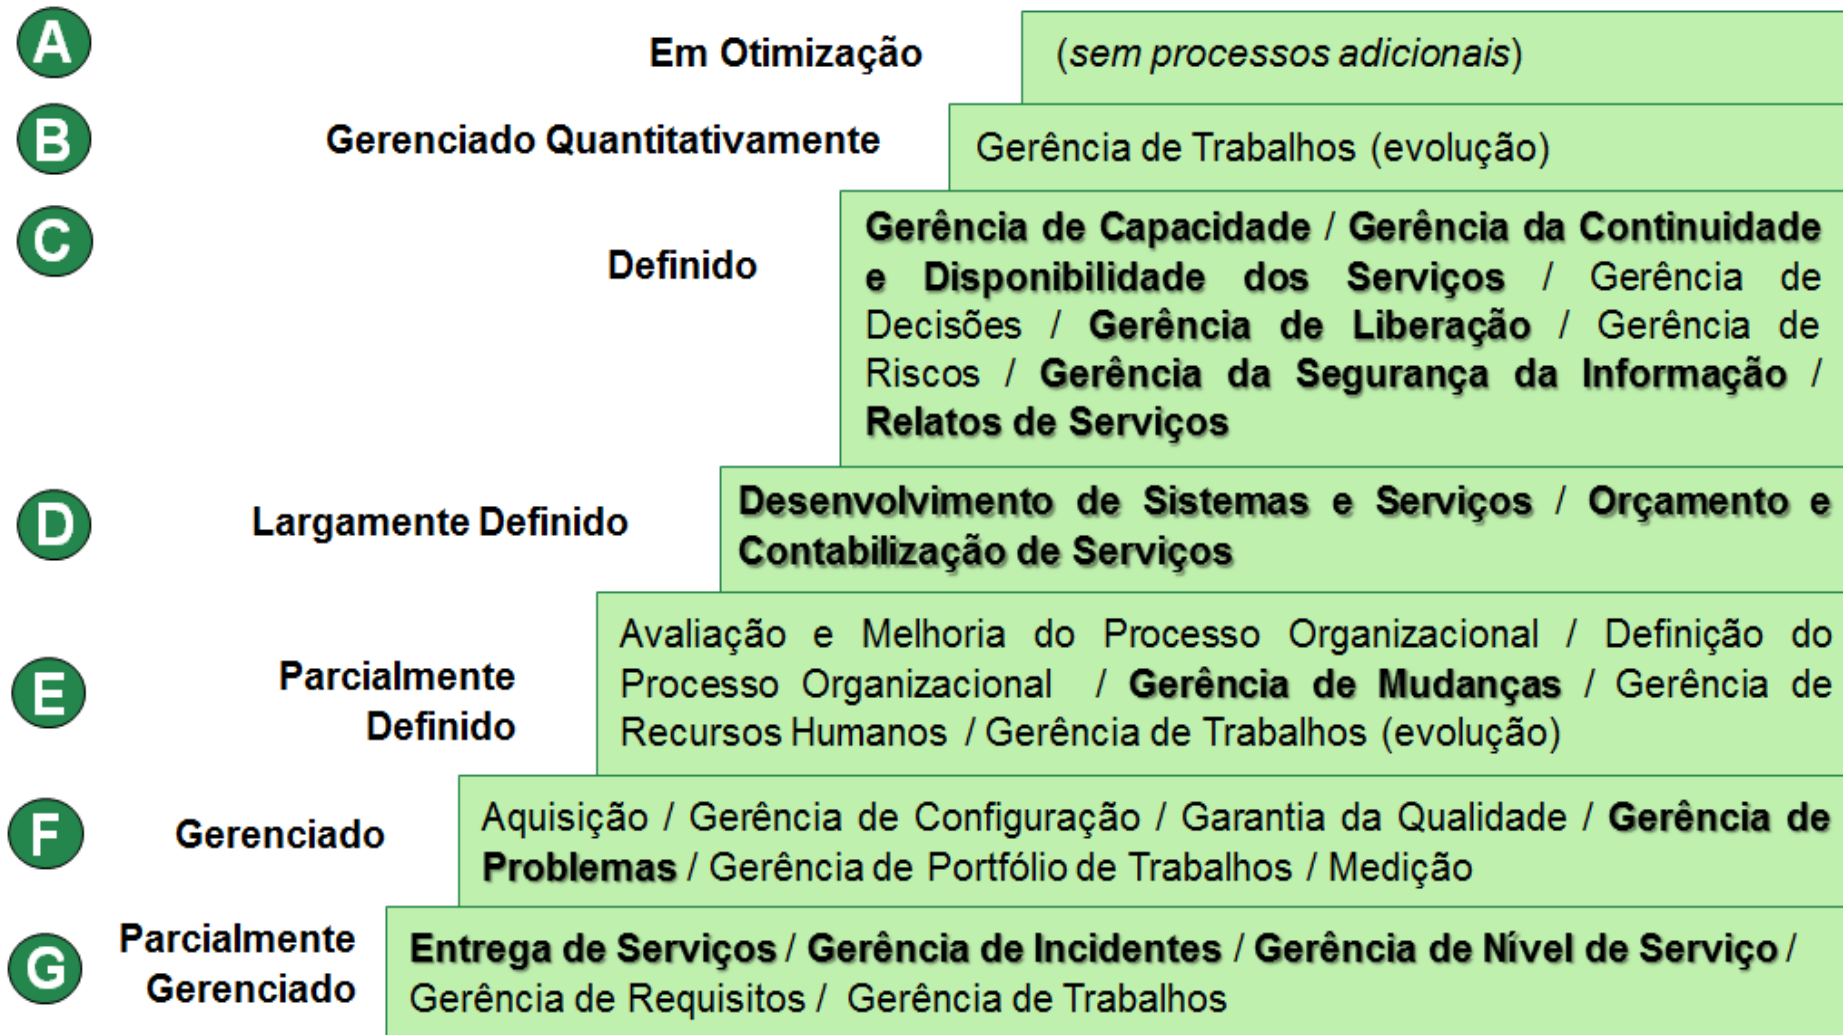 A
Em Otimização
(sem processos adicionais)
B
Gerenciado Quantitativamente
Gerência de Trabalhos (evolução)
C
Definido
Gerência de Capacidade / Gerência da Continuidade
e Disponibilidade dos Serviços / Gerência de
Decisões / Gerência de Liberação / Gerência de
Riscos / Gerência da Segurança da Informação /
Relatos de Serviços
D
Largamente Definido
Desenvolvimento de Sistemas e Serviços / Orçamento e
Contabilização de Serviços
E
Parcialmente
Definido
Avaliação e Melhoria do Processo Organizacional / Definição do
Processo Organizacional / Gerência de Mudanças / Gerência de
Recursos Humanos / Gerência de Trabalhos (evolução)
F
Gerenciado
Aquisição / Gerência de Configuração / Garantia da Qualidade / Gerência de
Problemas / Gerência de Portfólio de Trabalhos / Medição
G
Parcialmente
Gerenciado
Entrega de Serviços / Gerência de Incidentes / Gerência de Nível de Serviço /
Gerência de Requisitos / Gerência de Trabalhos